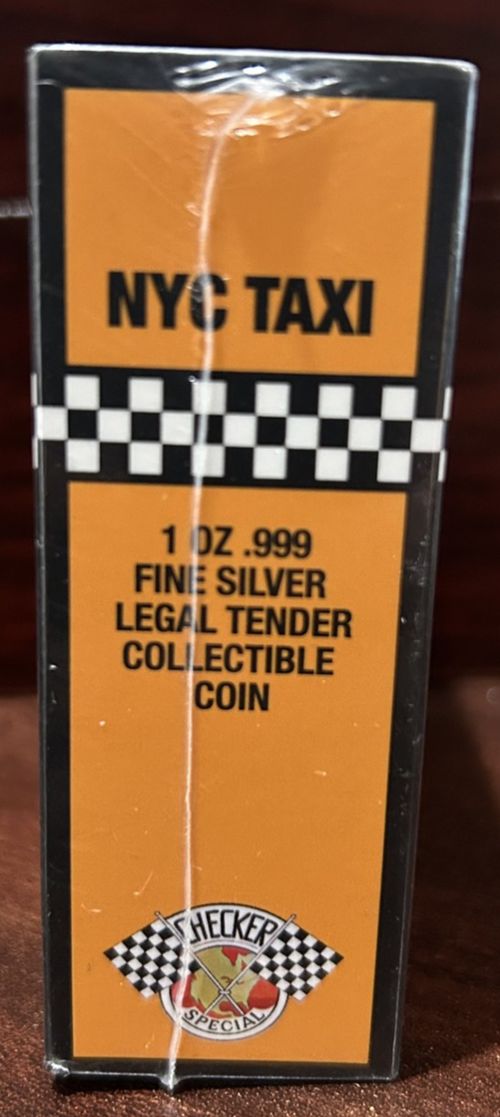 NYC TAXI
1 OZ .999
FINE SILVER
LEGAL TENDER
COLLECTIBLE
COIN
CHECKER
SPECIAL